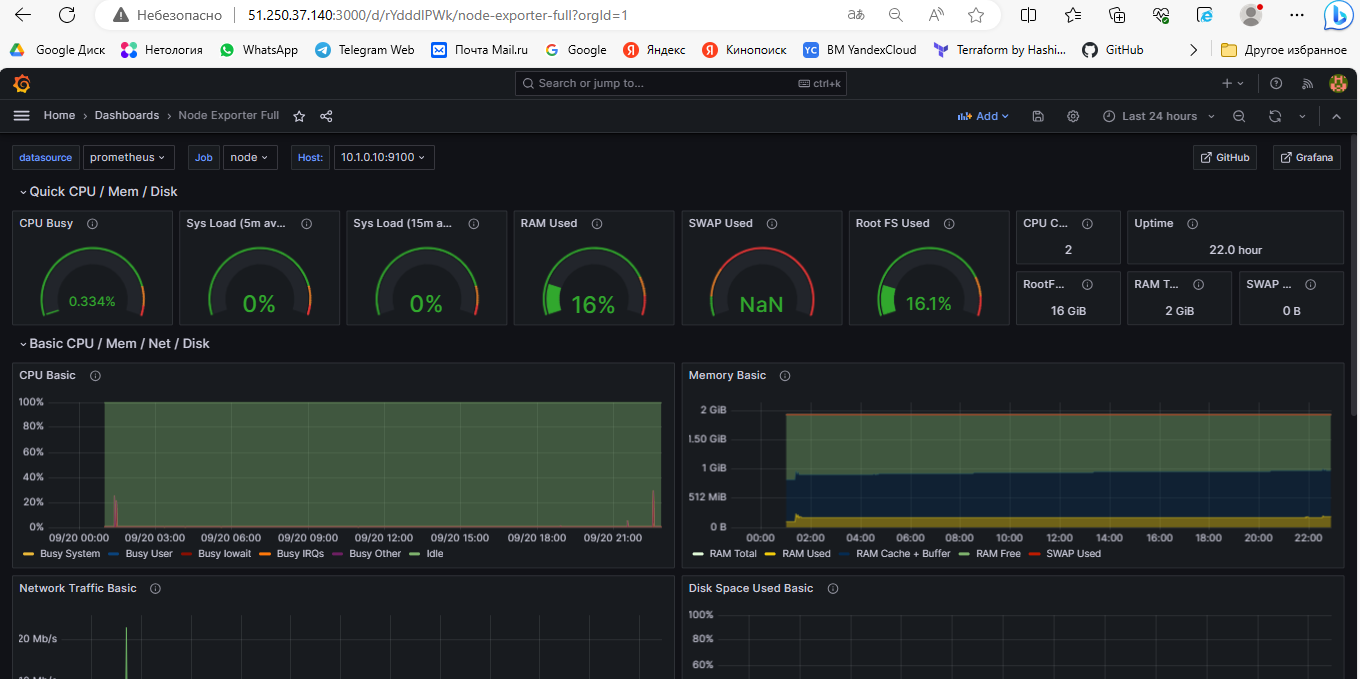 Небезопасно 51.250.37.140:3000/d/rYdddlPWk/node-exporter-full?orgId=1
Google Диск Нетология WhatsApp Telegram Web Почта Mail.ru Google Яндекс Кинопоиск ВМ YandexCloud Terraform by Hashi... GitHub Другое избранное
Search or jump to... ctrl+k
Home › Dashboards › Node Exporter Full Add Last 24 hours
datasource prometheus Job node Host: 10.1.0.10:9100 GitHub Grafana
Quick CPU / Mem / Disk
CPU Busy Sys Load (5m av... Sys Load (15m a... RAM Used SWAP Used Root FS Used CPU C... Uptime
2 22.0 hour
RootF... RAM T... SWAP ...
0.334% 0% 0% 16% NaN 16.1% 16 GiB 2 GiB 0 B
Basic CPU / Mem / Net / Disk
CPU Basic
100%
80%
60%
40%
20%
0%
09/20 00:00 09/20 03:00 09/20 06:00 09/20 09:00 09/20 12:00 09/20 15:00 09/20 18:00 09/20 21:00
Busy System Busy User Busy Iowait Busy IRQs Busy Other Idle
Memory Basic
2 GiB
1.50 GiB
1 GiB
512 MiB
0 B
00:00 02:00 04:00 06:00 08:00 10:00 12:00 14:00 16:00 18:00 20:00 22:00
RAM Total RAM Used RAM Cache + Buffer RAM Free SWAP Used
Network Traffic Basic
20 Mb/s
Disk Space Used Basic
100%
80%
60%